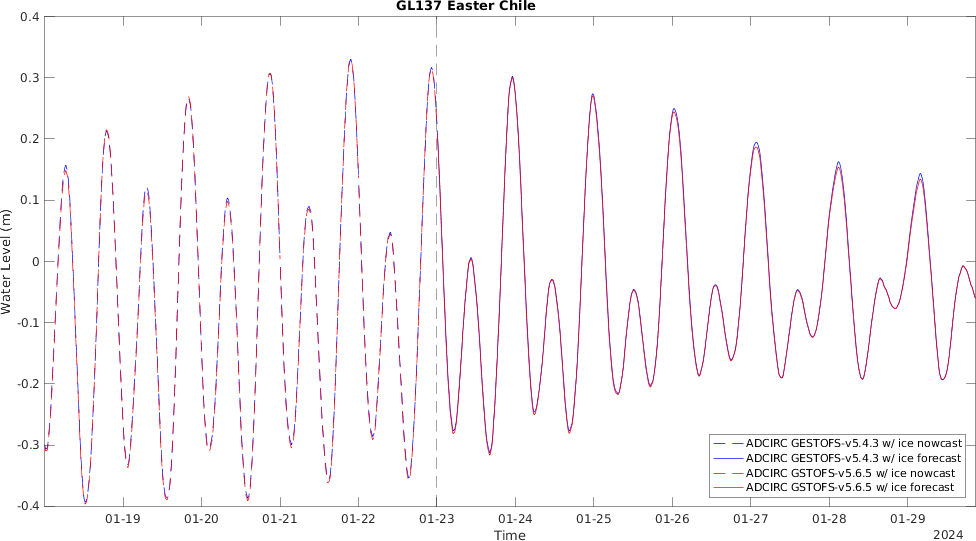 GL137 Easter Chile
0.4
0.3
0.2
0.1
0
-0.1
-0.2
-0.3
-0.4
Water Level (m)
ADCIRC GESTOFS-v5.4.3 w/ ice nowcast
ADCIRC GESTOFS-v5.4.3 w/ ice forecast
ADCIRC GSTOFS-v5.6.5 w/ ice nowcast
ADCIRC GSTOFS-v5.6.5 w/ ice forecast
01-19 01-20 01-21 01-22 01-23 01-24 01-25 01-26 01-27 01-28 01-29
Time
2024